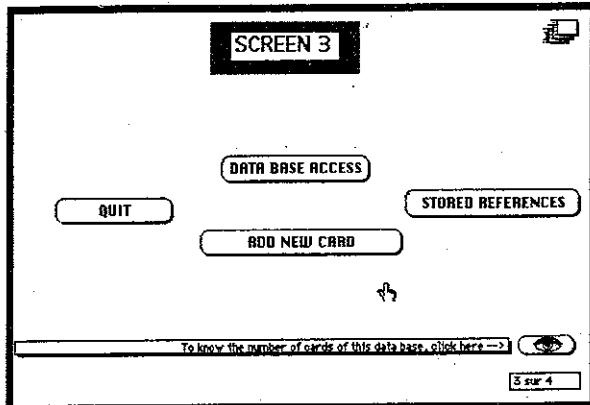 SCREEN 3
DATA BASE ACCESS
QUIT
STORED REFERENCES
ADD NEW CARD
To know the number of cards of this data base, click here -->
3 sur 4